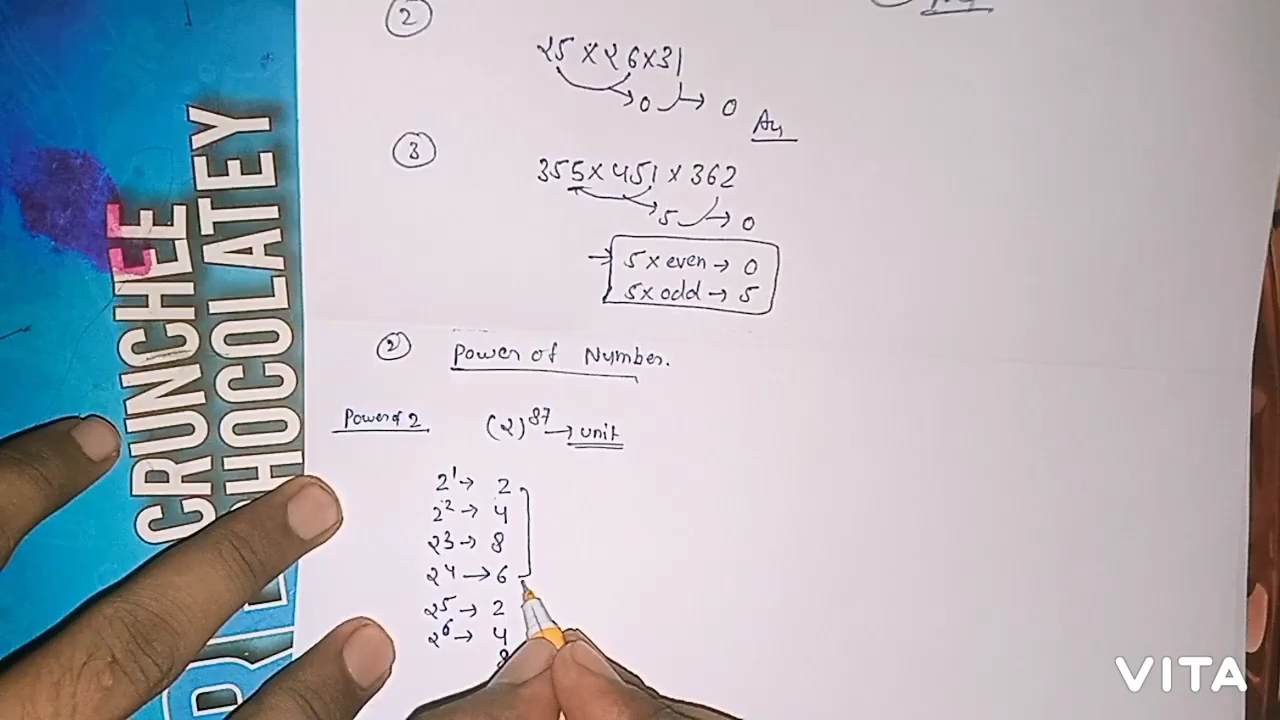 2
25 × 26 × 31
0 → 0
Ay
3
355 × 451 × 362
5 → 0
→ 5 × even → 0
5 × odd → 5
2 Power of Number.
Power of 2 (2)^87 → unit
2^1 → 2
2^2 → 4
2^3 → 8
2^4 → 6
2^5 → 2
2^6 → 4
8
CRUNCHEE
CHOCOLATEY
VITA